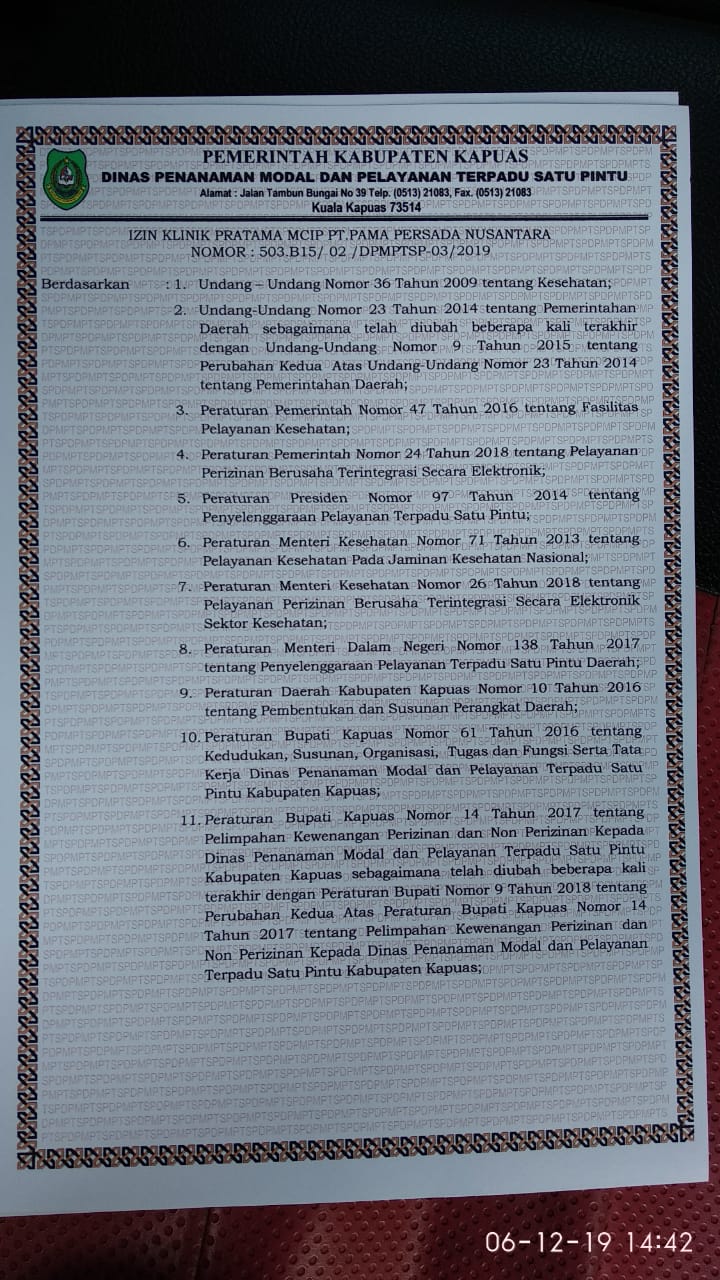 PEMERINTAH KABUPATEN KAPUAS
DINAS PENANAMAN MODAL DAN PELAYANAN TERPADU SATU PINTU
Alamat : Jalan Tambun Bungai No 39 Telp. (0513) 21083, Fax. (0513) 21083
Kuala Kapuas 73514
IZIN KLINIK PRATAMA MCIP PT.PAMA PERSADA NUSANTARA
NOMOR : 503.B15/ 02 /DPMPTSP-03/2019
Berdasarkan : 1. Undang – Undang Nomor 36 Tahun 2009 tentang Kesehatan;
2. Undang-Undang Nomor 23 Tahun 2014 tentang Pemerintahan
Daerah sebagaimana telah diubah beberapa kali terakhir
dengan Undang-Undang Nomor 9 Tahun 2015 tentang
Perubahan Kedua Atas Undang-Undang Nomor 23 Tahun 2014
tentang Pemerintahan Daerah;
3. Peraturan Pemerintah Nomor 47 Tahun 2016 tentang Fasilitas
Pelayanan Kesehatan;
4. Peraturan Pemerintah Nomor 24 Tahun 2018 tentang Pelayanan
Perizinan Berusaha Terintegrasi Secara Elektronik;
5. Peraturan Presiden Nomor 97 Tahun 2014 tentang
Penyelenggaraan Pelayanan Terpadu Satu Pintu;
6. Peraturan Menteri Kesehatan Nomor 71 Tahun 2013 tentang
Pelayanan Kesehatan Pada Jaminan Kesehatan Nasional;
7. Peraturan Menteri Kesehatan Nomor 26 Tahun 2018 tentang
Pelayanan Perizinan Berusaha Terintegrasi Secara Elektronik
Sektor Kesehatan;
8. Peraturan Menteri Dalam Negeri Nomor 138 Tahun 2017
tentang Penyelenggaraan Pelayanan Terpadu Satu Pintu Daerah;
9. Peraturan Daerah Kabupaten Kapuas Nomor 10 Tahun 2016
tentang Pembentukan dan Susunan Perangkat Daerah;
10. Peraturan Bupati Kapuas Nomor 61 Tahun 2016 tentang
Kedudukan, Susunan, Organisasi, Tugas dan Fungsi Serta Tata
Kerja Dinas Penanaman Modal dan Pelayanan Terpadu Satu
Pintu Kabupaten Kapuas;
11. Peraturan Bupati Kapuas Nomor 14 Tahun 2017 tentang
Pelimpahan Kewenangan Perizinan dan Non Perizinan Kepada
Dinas Penanaman Modal dan Pelayanan Terpadu Satu Pintu
Kabupaten Kapuas sebagaimana telah diubah beberapa kali
terakhir dengan Peraturan Bupati Nomor 9 Tahun 2018 tentang
Perubahan Kedua Atas Peraturan Bupati Kapuas Nomor 14
Tahun 2017 tentang Pelimpahan Kewenangan Perizinan dan
Non Perizinan Kepada Dinas Penanaman Modal dan Pelayanan
Terpadu Satu Pintu Kabupaten Kapuas;
06-12-19 14:42